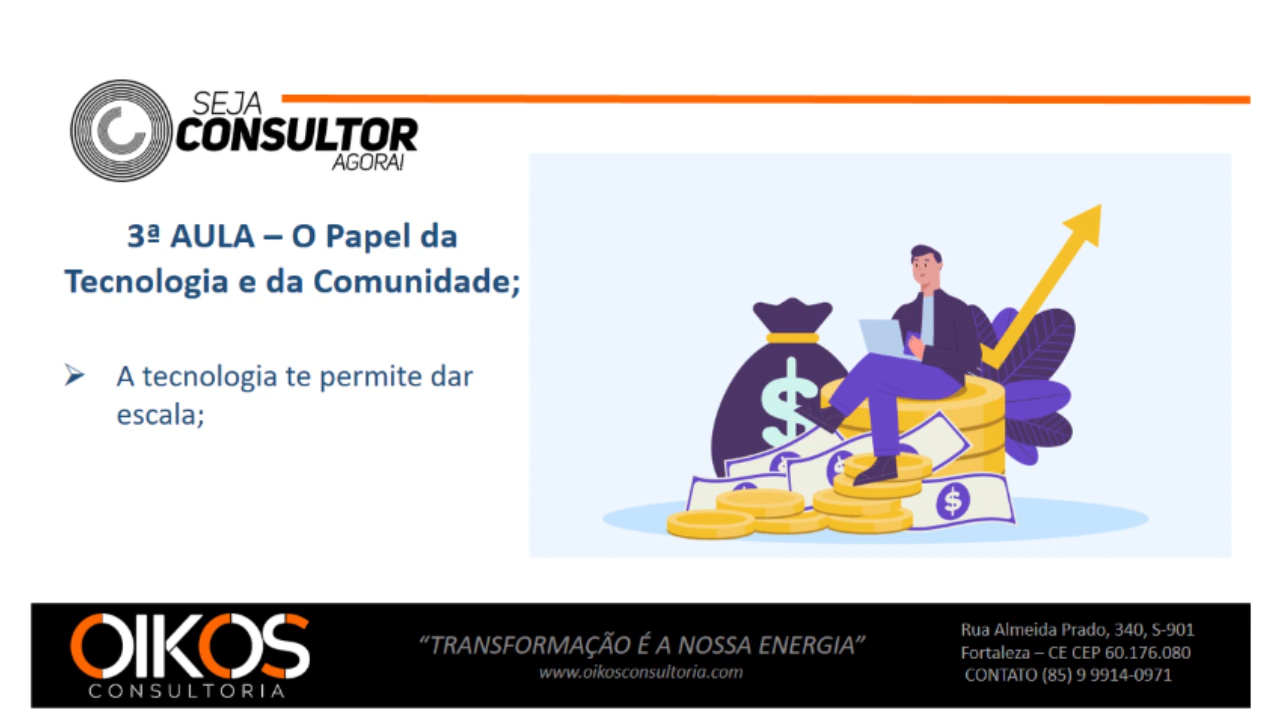 SEJA
CONSULTOR
AGORA!
3ª AULA – O Papel da
Tecnologia e da Comunidade;
➢ A tecnologia te permite dar
escala;
$
$
OIKOS
CONSULTORIA
“TRANSFORMAÇÃO É A NOSSA ENERGIA”
www.oikosconsultoria.com
Rua Almeida Prado, 340, S-901
Fortaleza – CE CEP 60.176.080
CONTATO (85) 9 9914-0971